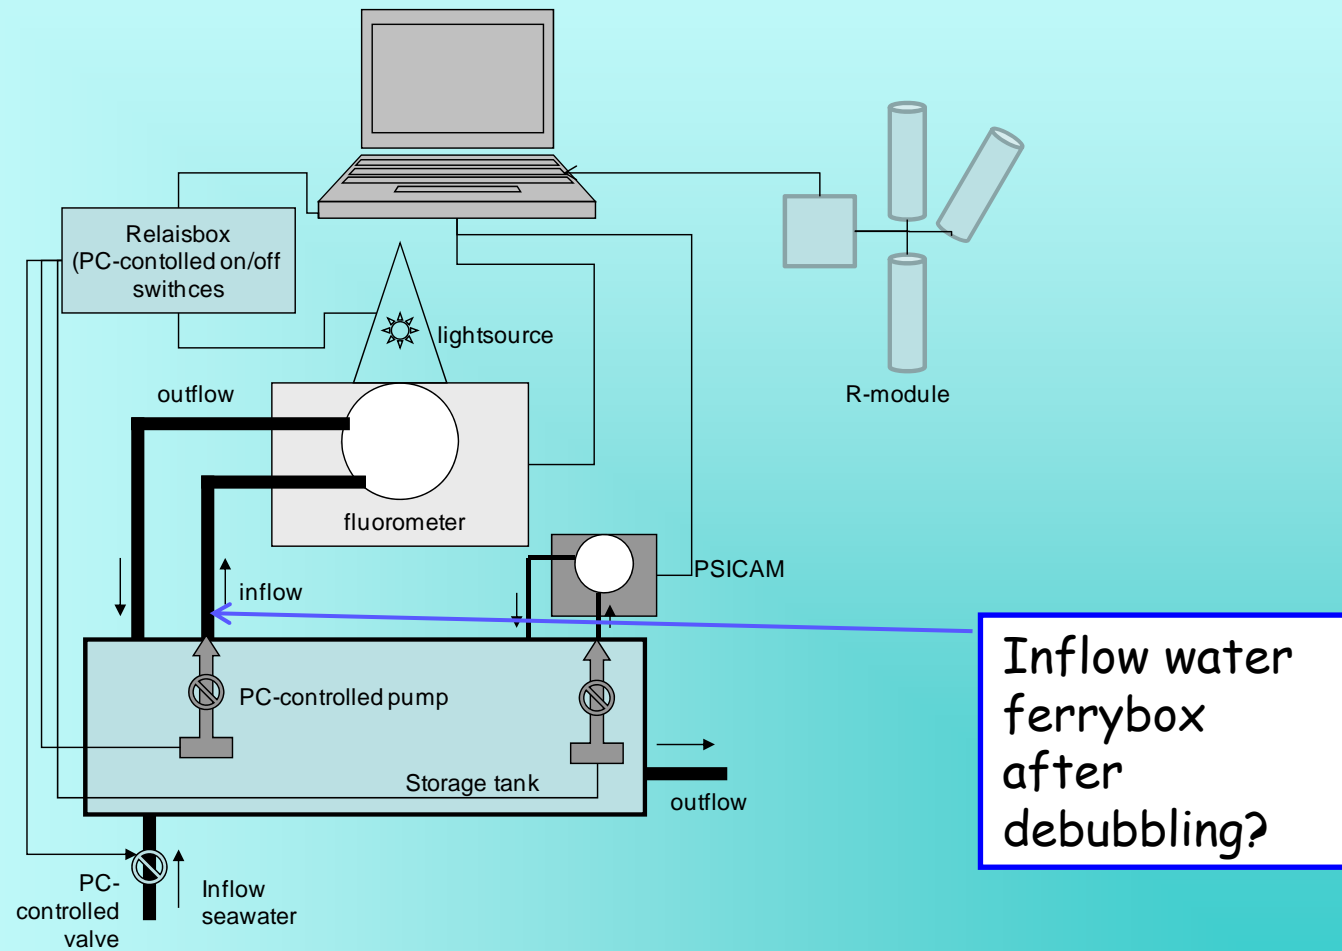 Relaisbox
(PC-contolled on/off
swithces
lightsource
R-module
outflow
fluorometer
PSICAM
inflow
Inflow water
ferrybox
after
debubbling?
PC-controlled pump
Storage tank
outflow
PC-
controlled
valve
Inflow
seawater